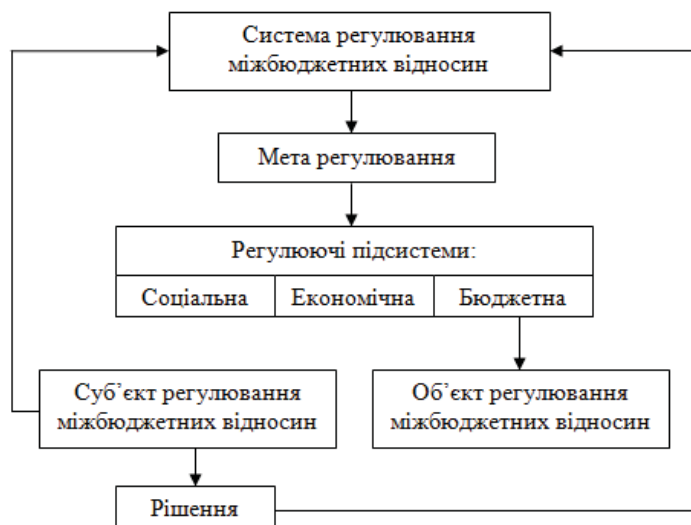 Система регулювання
міжбюджетних відносин
Мета регулювання
Регулюючі підсистеми:
Соціальна
Економічна
Бюджетна
Суб’єкт регулювання
міжбюджетних відносин
Об’єкт регулювання
міжбюджетних відносин
Рішення